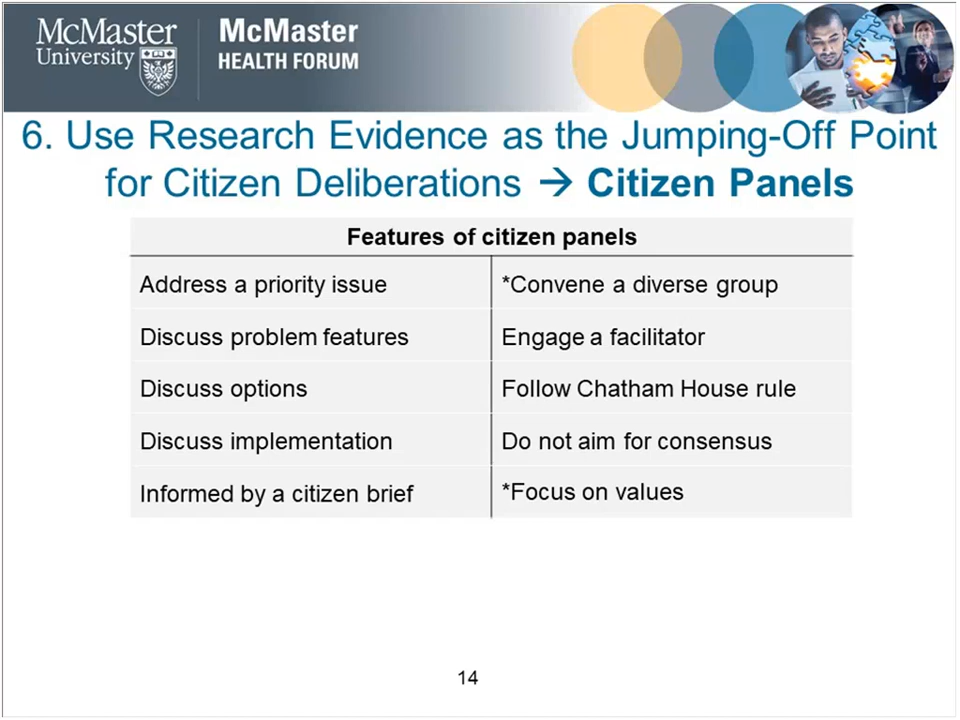 McMaster
University
McMaster
HEALTH FORUM
6. Use Research Evidence as the Jumping-Off Point
for Citizen Deliberations → Citizen Panels
Features of citizen panels
Address a priority issue
*Convene a diverse group
Discuss problem features
Engage a facilitator
Discuss options
Follow Chatham House rule
Discuss implementation
Do not aim for consensus
Informed by a citizen brief
*Focus on values
14